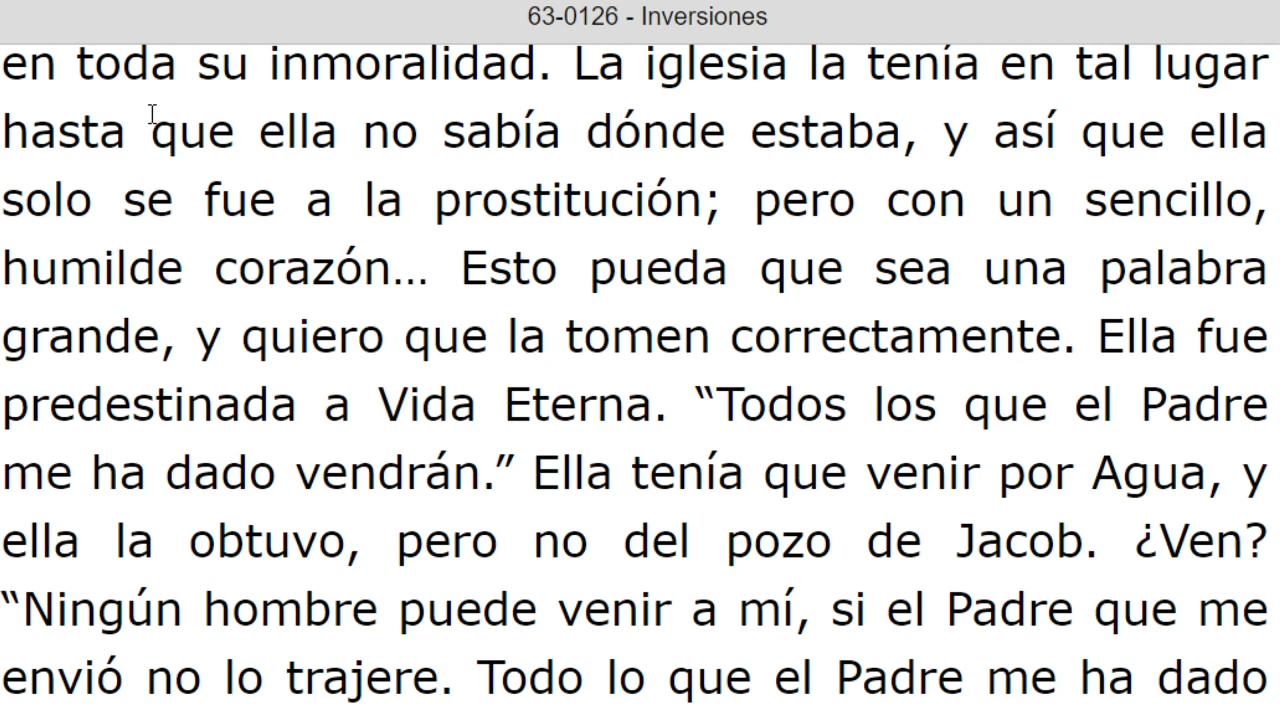 63-0126 - Inversiones
en toda su inmoralidad. La iglesia la tenía en tal lugar
hasta que ella no sabía dónde estaba, y así que ella
solo se fue a la prostitución; pero con un sencillo,
humilde corazón… Esto pueda que sea una palabra
grande, y quiero que la tomen correctamente. Ella fue
predestinada a Vida Eterna. “Todos los que el Padre
me ha dado vendrán.” Ella tenía que venir por Agua, y
ella la obtuvo, pero no del pozo de Jacob. ¿Ven?
“Ningún hombre puede venir a mí, si el Padre que me
envió no lo trajere. Todo lo que el Padre me ha dado